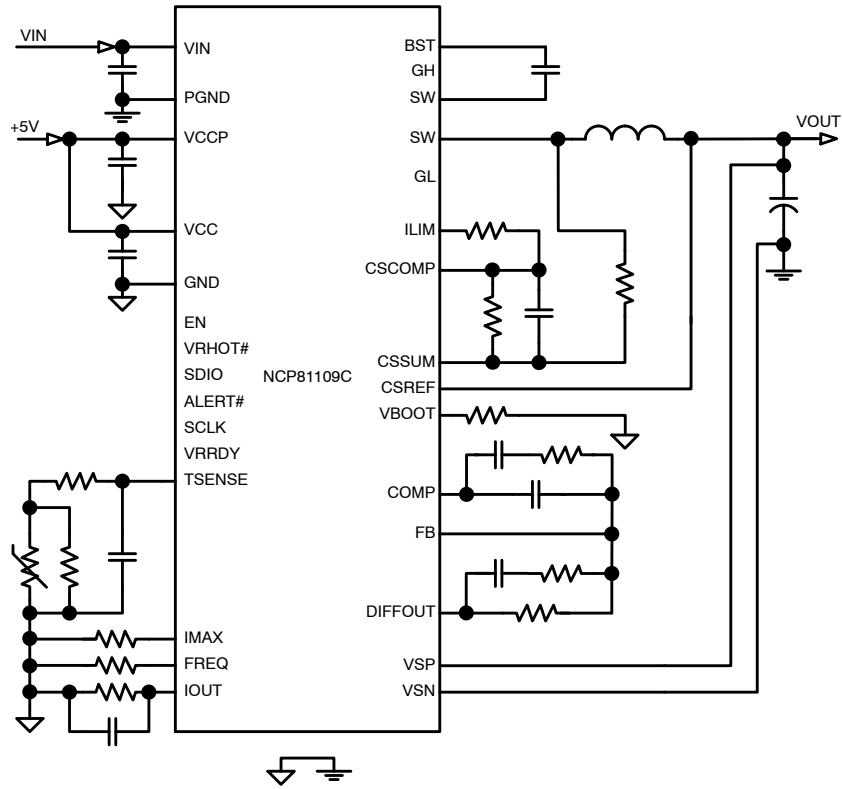 VIN
+5V
VIN
PGND
VCCP
VCC
GND
EN
VRHOT#
SDIO
ALERT#
SCLK
VRRDY
TSENSE
IMAX
FREQ
IOUT
NCP81109C
BST
GH
SW
SW
GL
ILIM
CSCOMP
CSSUM
CSREF
VBOOT
COMP
FB
DIFFOUT
VSP
VSN
VOUT